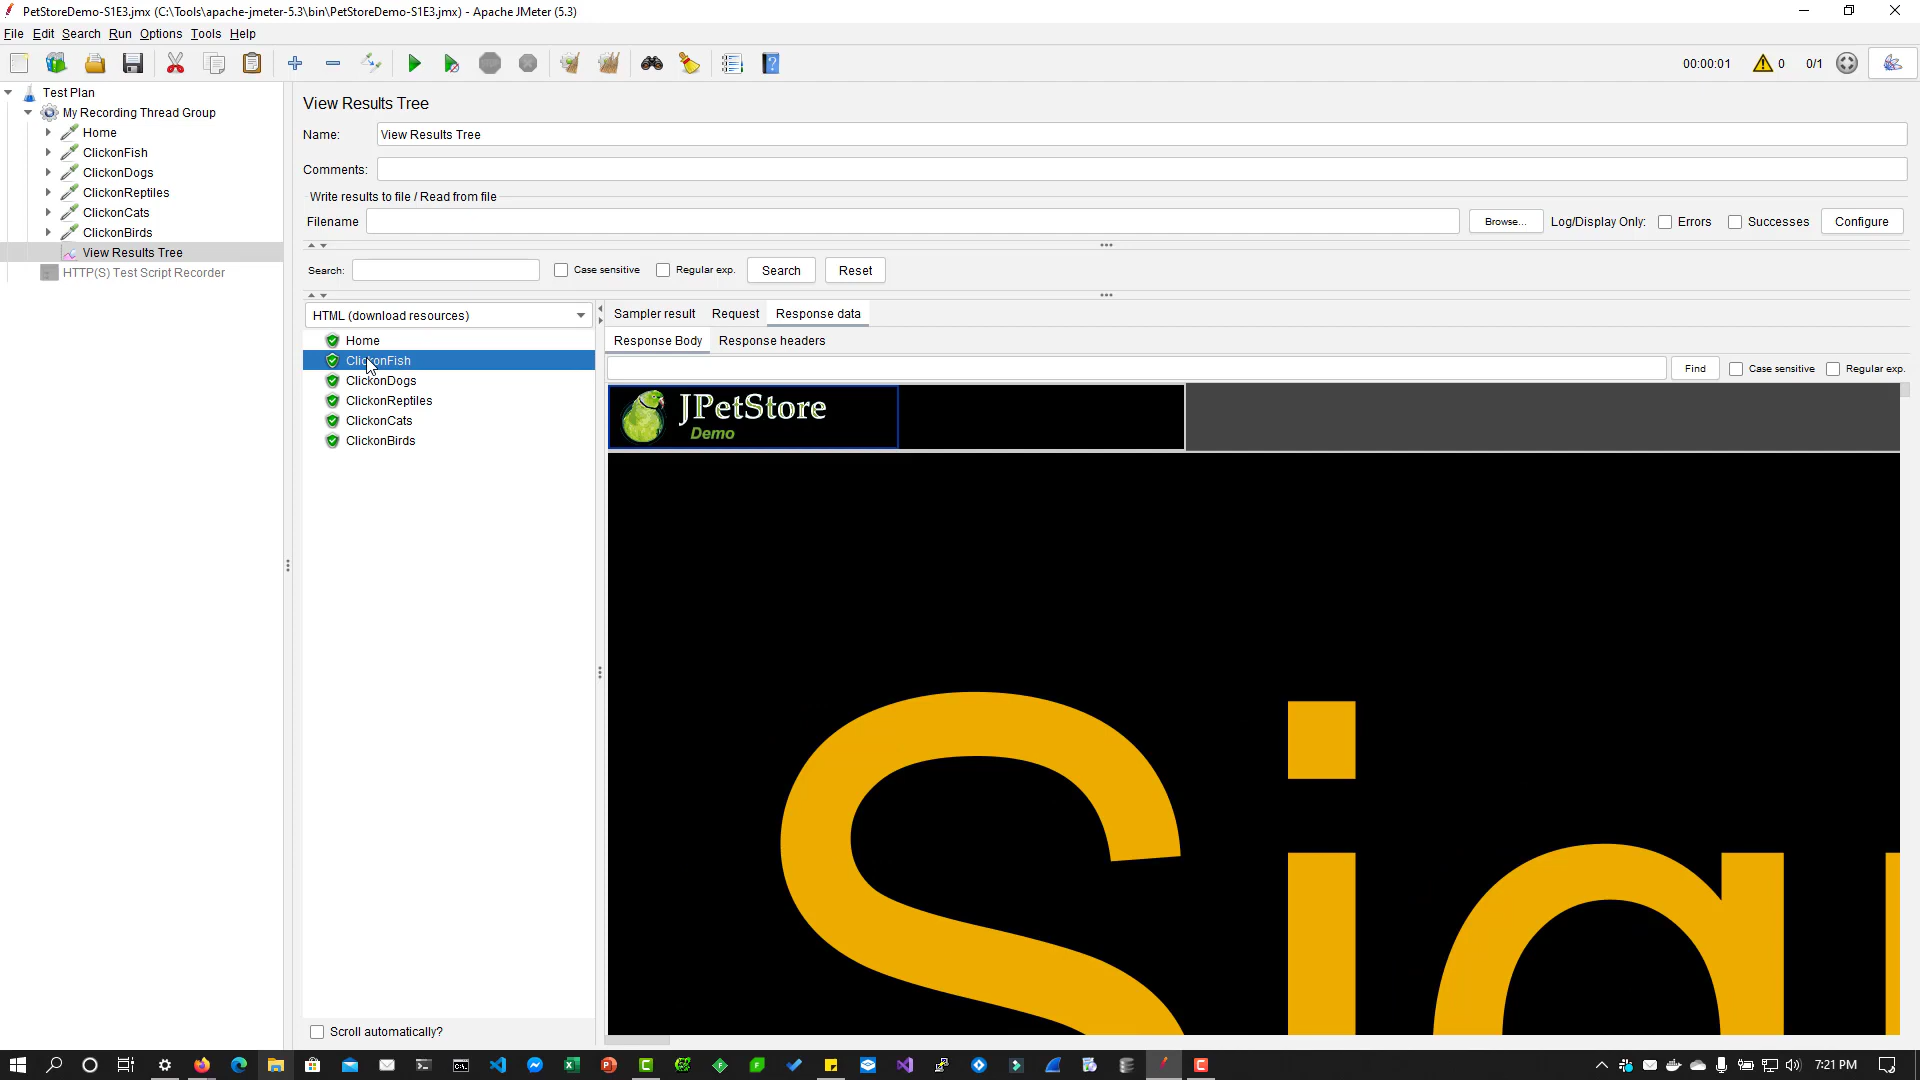 PetStoreDemo-S1E3.jmx (C:\Tools\apache-jmeter-5.3\bin\PetStoreDemo-S1E3.jmx) - Apache JMeter (5.3)
File Edit Search Run Options Tools Help
00:00:01 0 0/1
Test Plan
My Recording Thread Group
Home
ClickonFish
ClickonDogs
ClickonReptiles
ClickonCats
ClickonBirds
View Results Tree
HTTP(S) Test Script Recorder
View Results Tree
Name: View Results Tree
Comments:
Write results to file / Read from file
Filename Browse... Log/Display Only: Errors Successes Configure
Search: Case sensitive Regular exp. Search Reset
HTML (download resources)
Home
ClickonFish
ClickonDogs
ClickonReptiles
ClickonCats
ClickonBirds
Scroll automatically?
Sampler result Request Response data
Response Body Response headers
Find Case sensitive Regular exp.
JPetStore
Demo
Sig
7:21 PM